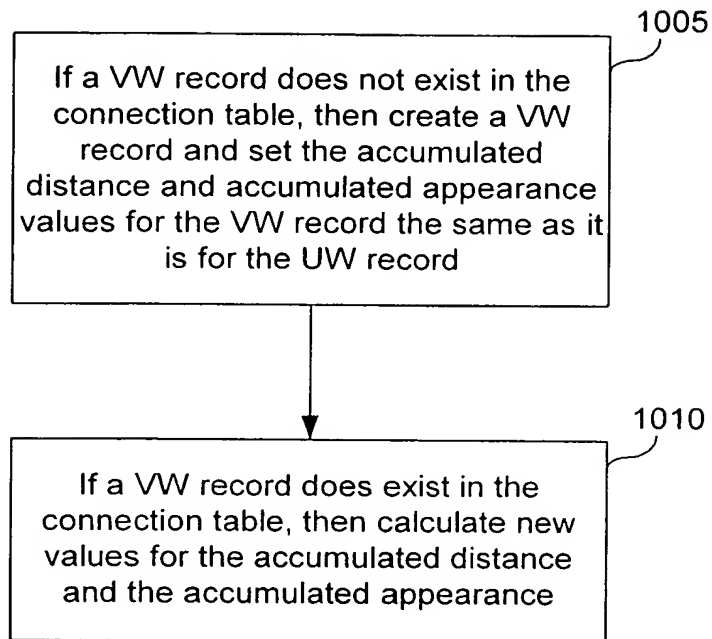 1005
If a VW record does not exist in the
connection table, then create a VW
record and set the accumulated
distance and accumulated appearance
values for the VW record the same as it
is for the UW record
1010
If a VW record does exist in the
connection table, then calculate new
values for the accumulated distance
and the accumulated appearance